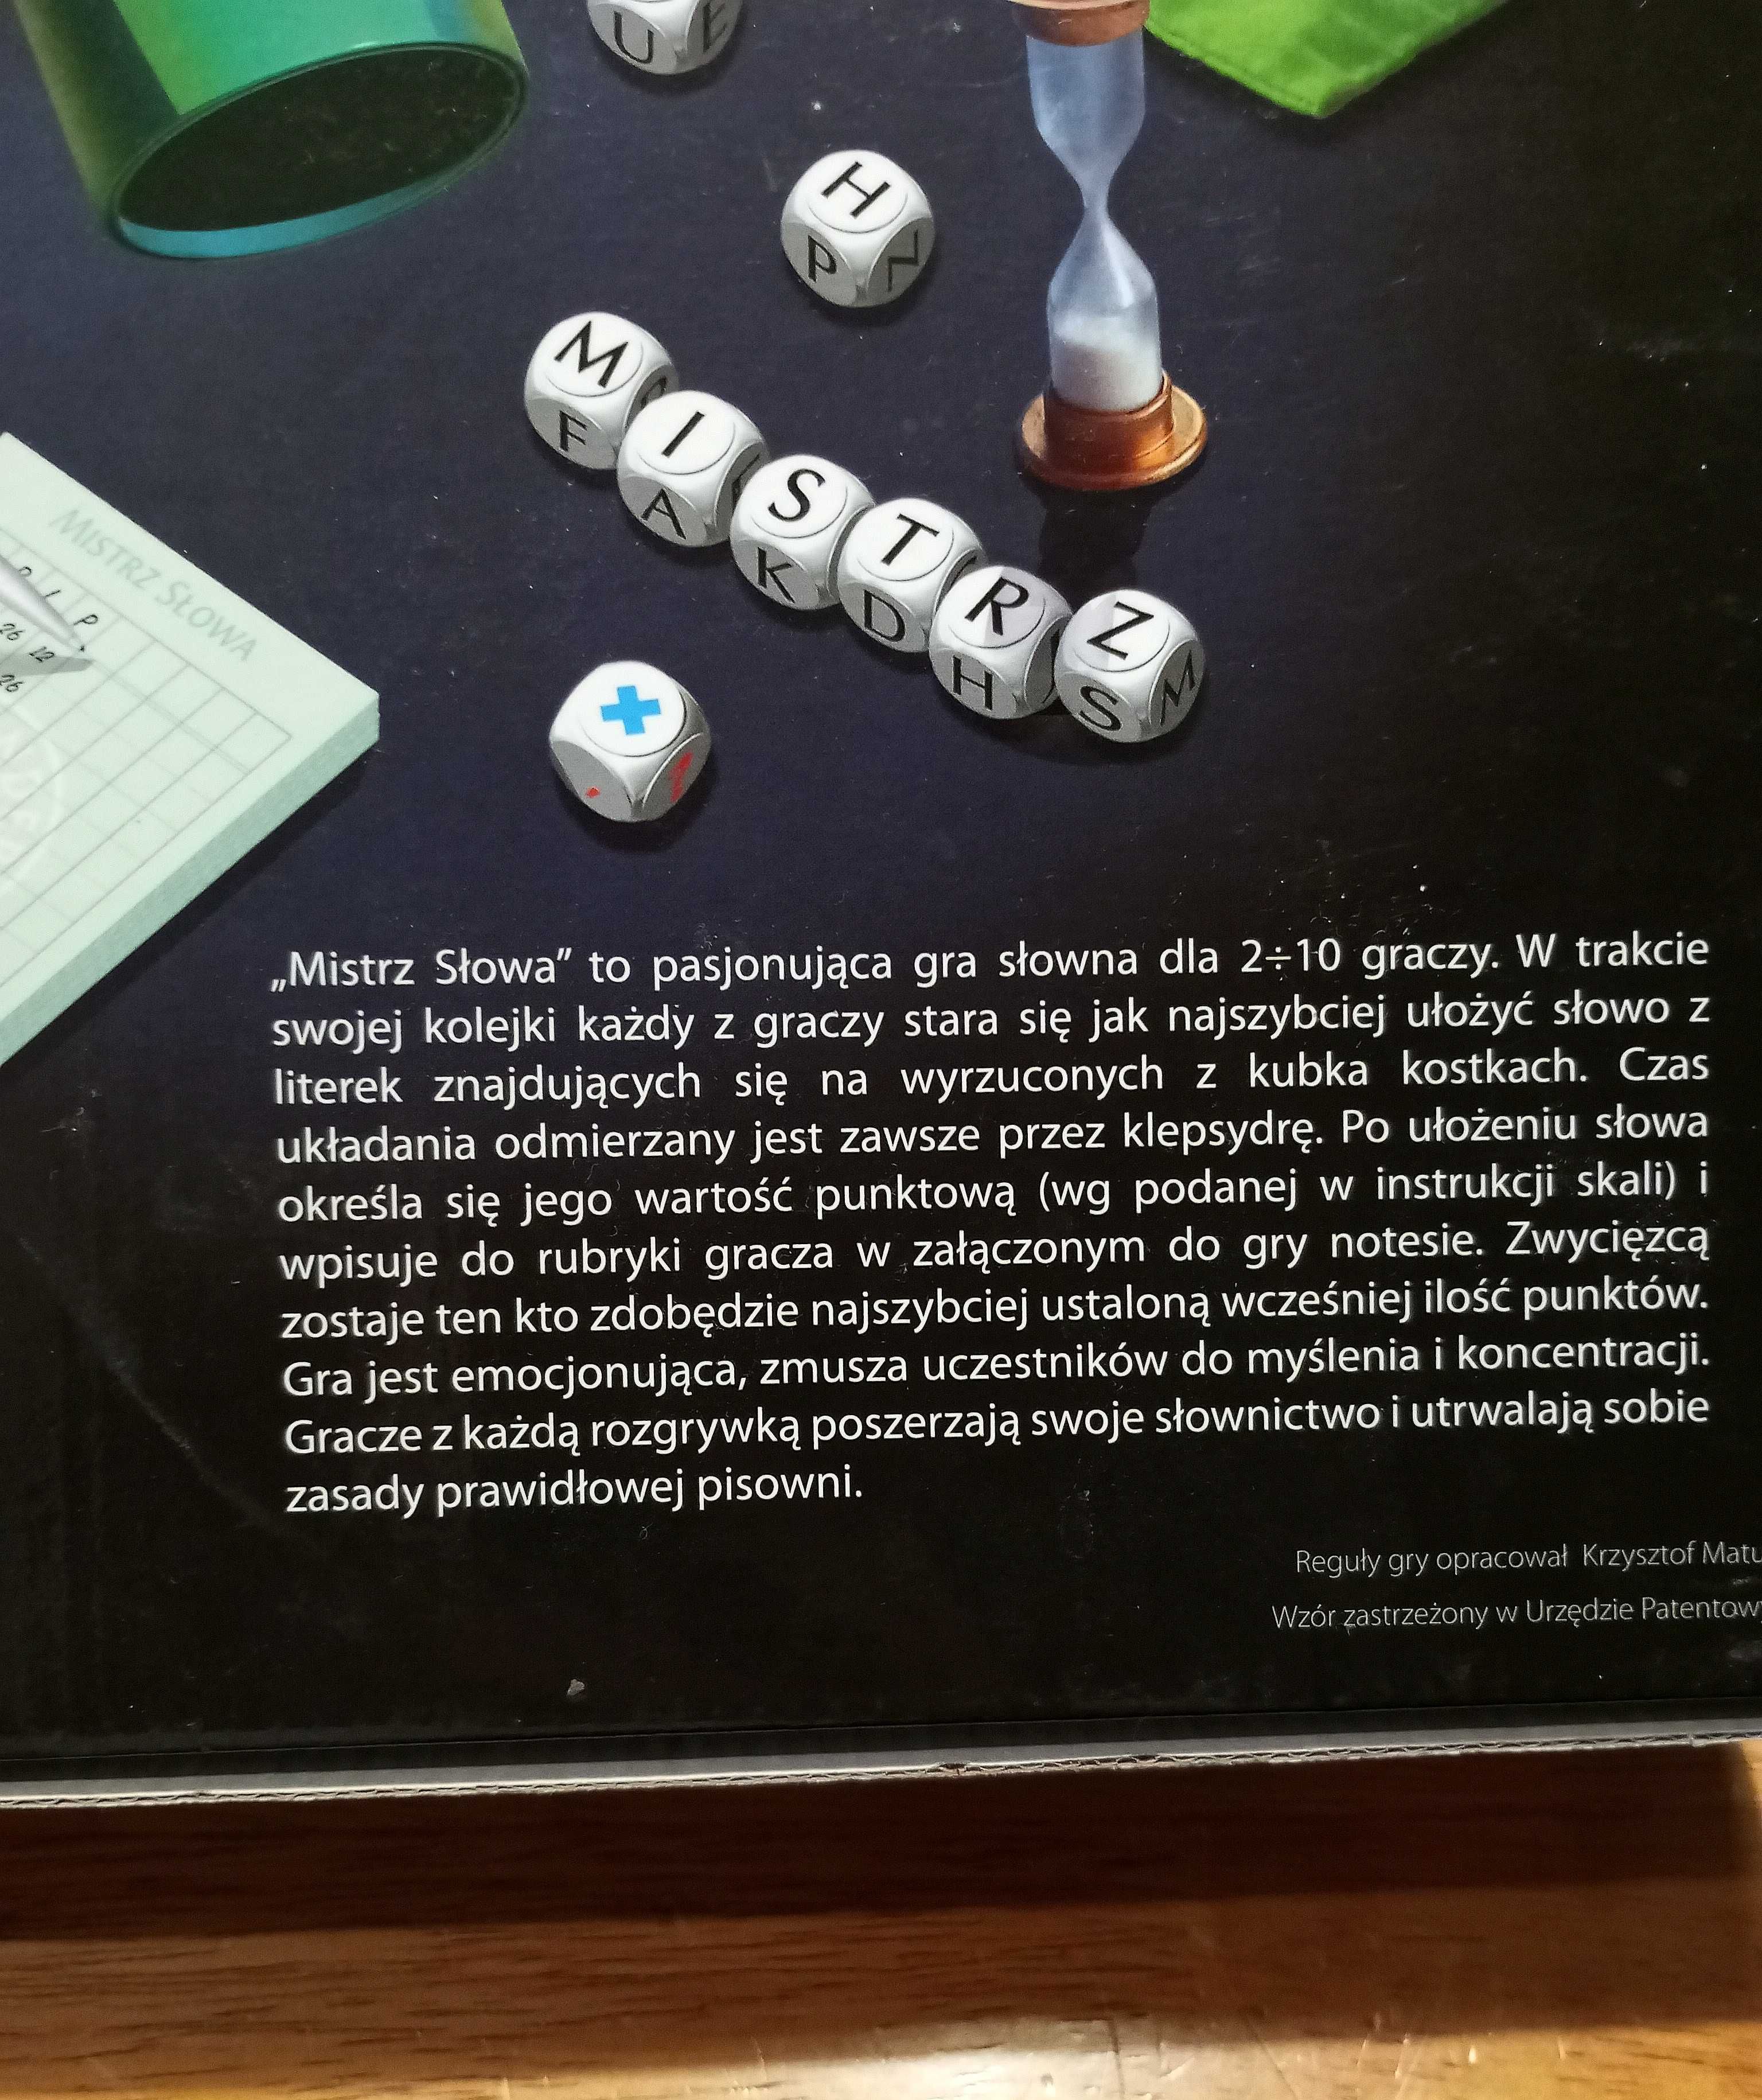 U E
H
P N
M I S T R Z
F A K D H S M
MISTRZ SŁOWA
P
26 12
26
„Mistrz Słowa” to pasjonująca gra słowna dla 2÷10 graczy. W trakcie
swojej kolejki każdy z graczy stara się jak najszybciej ułożyć słowo z
literek znajdujących się na wyrzuconych z kubka kostkach. Czas
układania odmierzany jest zawsze przez klepsydrę. Po ułożeniu słowa
określa się jego wartość punktową (wg podanej w instrukcji skali) i
wpisuje do rubryki gracza w załączonym do gry notesie. Zwycięzcą
zostaje ten kto zdobędzie najszybciej ustaloną wcześniej ilość punktów.
Gra jest emocjonująca, zmusza uczestników do myślenia i koncentracji.
Gracze z każdą rozgrywką poszerzają swoje słownictwo i utrwalają sobie
zasady prawidłowej pisowni.
Reguły gry opracował Krzysztof Matu
Wzór zastrzeżony w Urzędzie Patentow